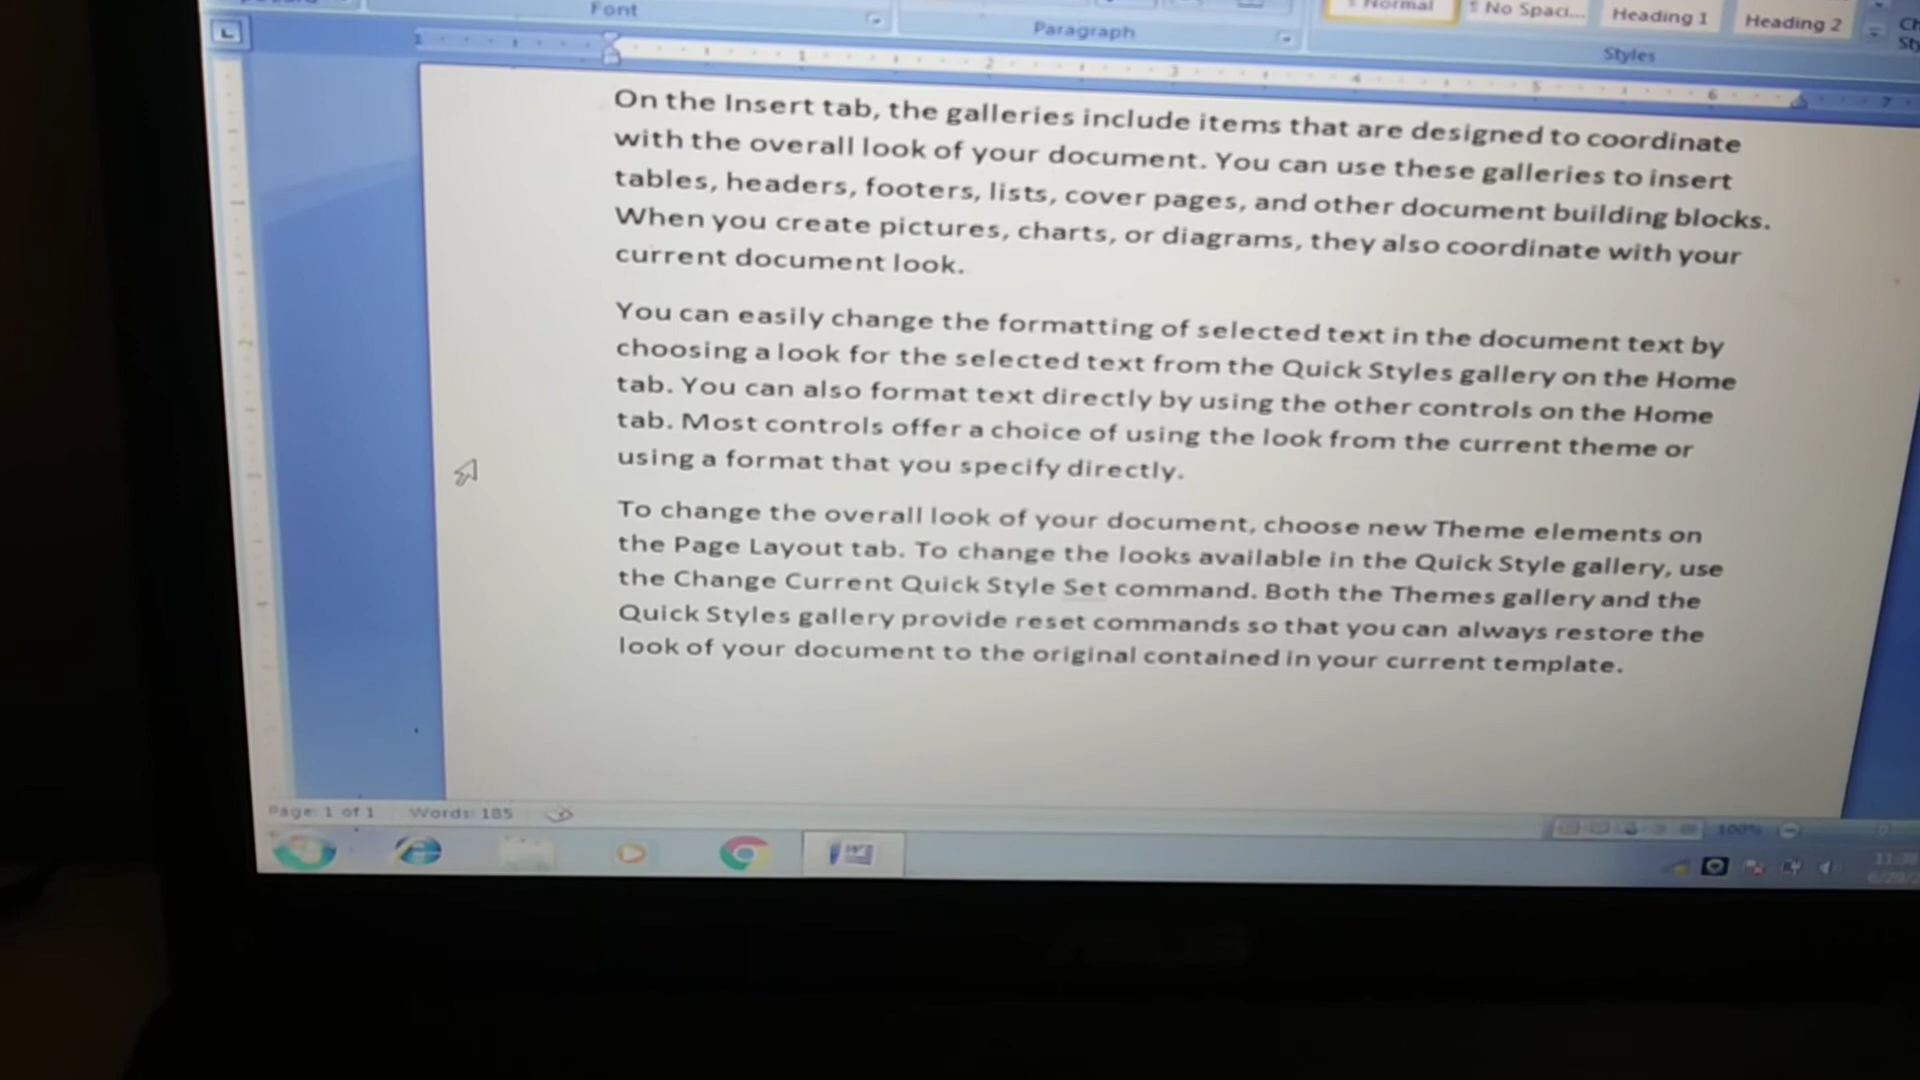 Font
Paragraph
Styles
Normal
No Spaci...
Heading 1
Heading 2
1 1 2 3 4 5 6 7
On the Insert tab, the galleries include items that are designed to coordinate
with the overall look of your document. You can use these galleries to insert
tables, headers, footers, lists, cover pages, and other document building blocks.
When you create pictures, charts, or diagrams, they also coordinate with your
current document look.
You can easily change the formatting of selected text in the document text by
choosing a look for the selected text from the Quick Styles gallery on the Home
tab. You can also format text directly by using the other controls on the Home
tab. Most controls offer a choice of using the look from the current theme or
using a format that you specify directly.
To change the overall look of your document, choose new Theme elements on
the Page Layout tab. To change the looks available in the Quick Style gallery, use
the Change Current Quick Style Set command. Both the Themes gallery and the
Quick Styles gallery provide reset commands so that you can always restore the
look of your document to the original contained in your current template.
Page: 1 of 1 Words: 185
100%